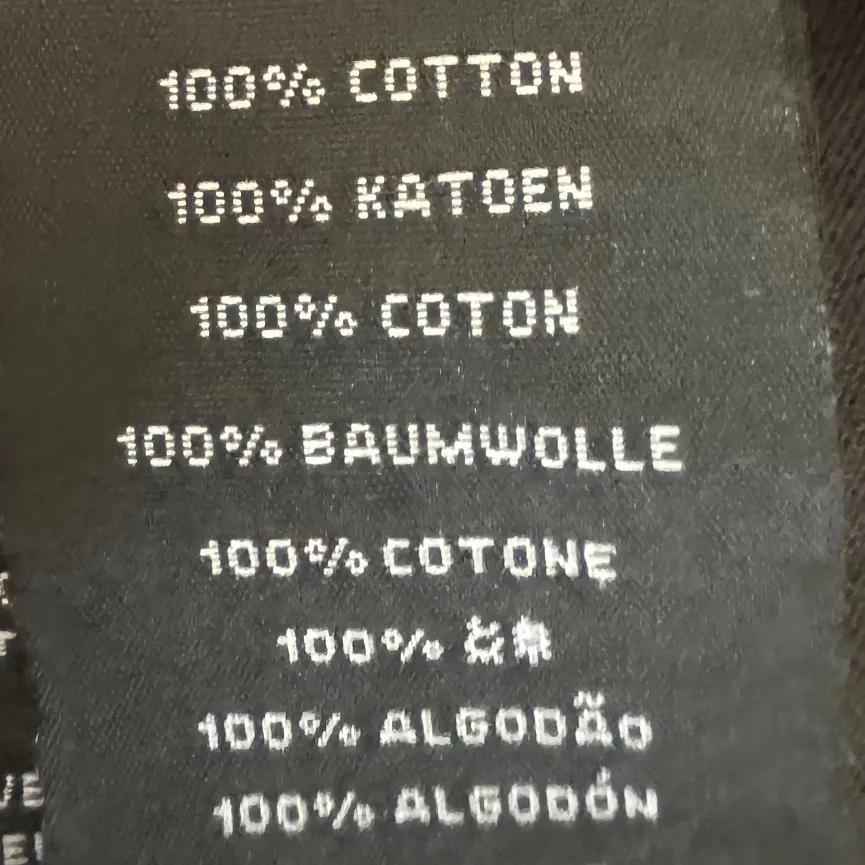 100% COTTON
100% KATOEN
100% COTON
100% BAUMWOLLE
100% COTONE
100%
100% ALGODÃO
100% ALGODÓN